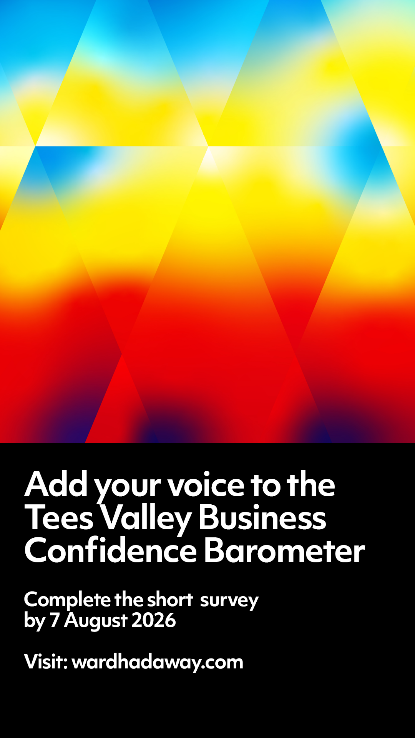 Add your voice to the
Tees Valley Business
Confidence Barometer
Complete the short survey
by 7 August 2026
Visit: wardhadaway.com